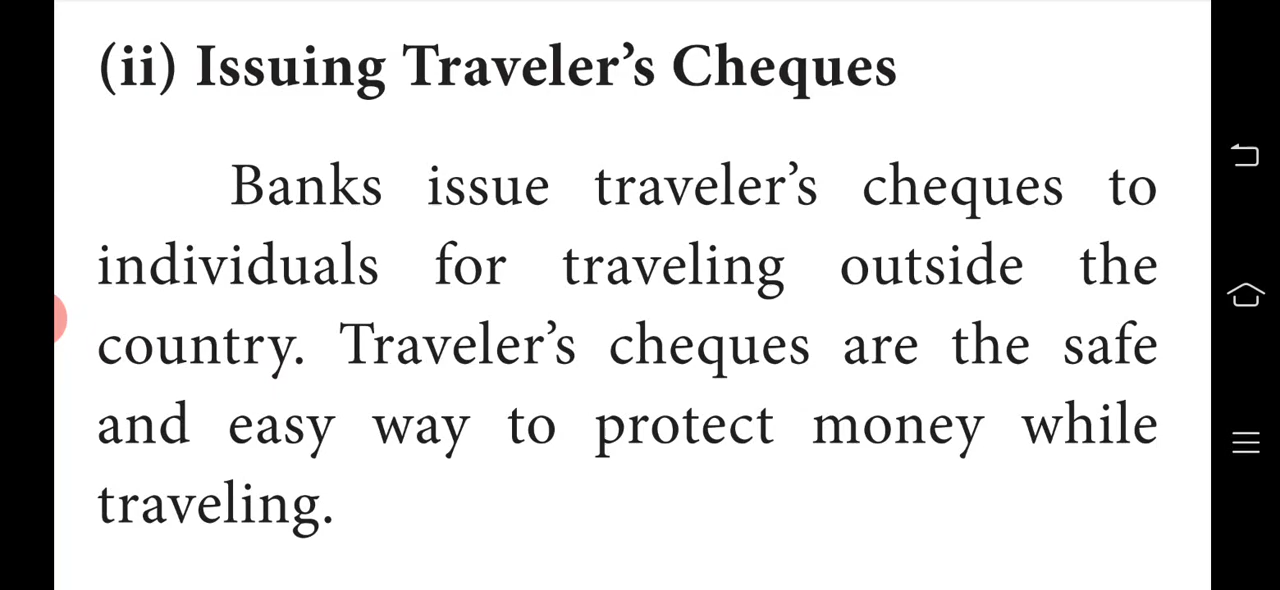 (ii) Issuing Traveler’s Cheques
Banks issue traveler’s cheques to
individuals for traveling outside the
country. Traveler’s cheques are the safe
and easy way to protect money while
traveling.